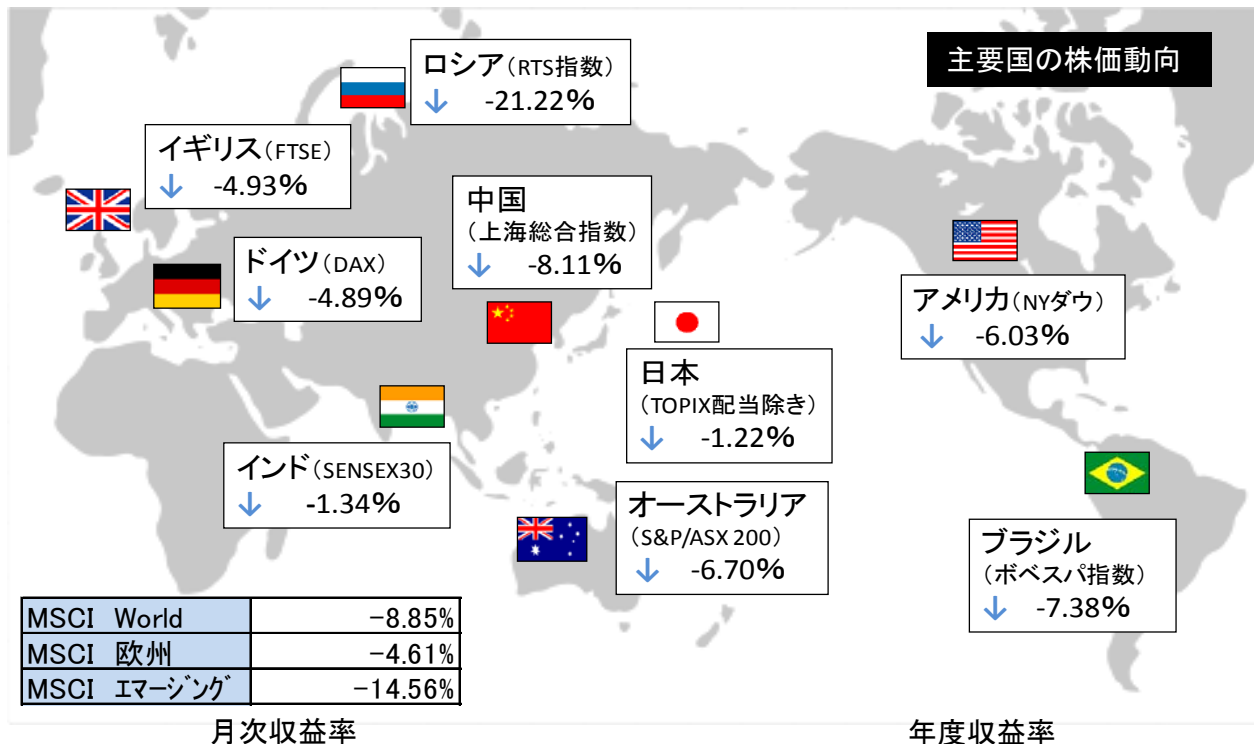 主要国の株価動向
ロシア(RTS指数)
↓ -21.22%
イギリス(FTSE)
↓ -4.93%
中国
(上海総合指数)
↓ -8.11%
ドイツ(DAX)
↓ -4.89%
アメリカ(NYダウ)
↓ -6.03%
日本
(TOPIX配当除き)
↓ -1.22%
インド(SENSEX30)
↓ -1.34%
オーストラリア
(S&P/ASX 200)
↓ -6.70%
ブラジル
(ボベスパ指数)
↓ -7.38%
MSCI World -8.85%
MSCI 欧州 -4.61%
MSCI エマージング -14.56%
月次収益率
年度収益率